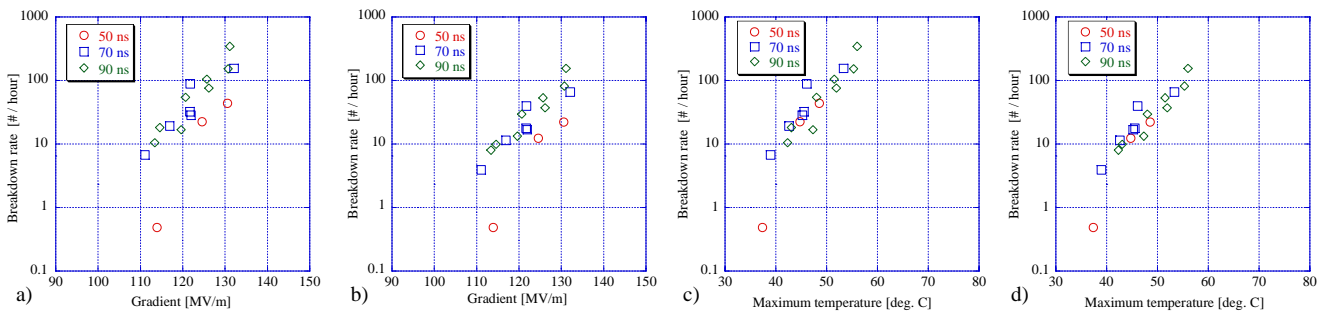 1000
100
10
1
0.1
Breakdown rate [# / hour]
50 ns
70 ns
90 ns
90 100 110 120 130 140 150
Gradient [MV/m]
a)
1000
100
10
1
0.1
Breakdown rate [# / hour]
50 ns
70 ns
90 ns
90 100 110 120 130 140 150
Gradient [MV/m]
b)
1000
100
10
1
0.1
Breakdown rate [# / hour]
50 ns
70 ns
90 ns
30 40 50 60 70 80
Maximum temperature [deg. C]
c)
1000
100
10
1
0.1
Breakdown rate [# / hour]
50 ns
70 ns
90 ns
30 40 50 60 70 80
Maximum temperature [deg. C]
d)